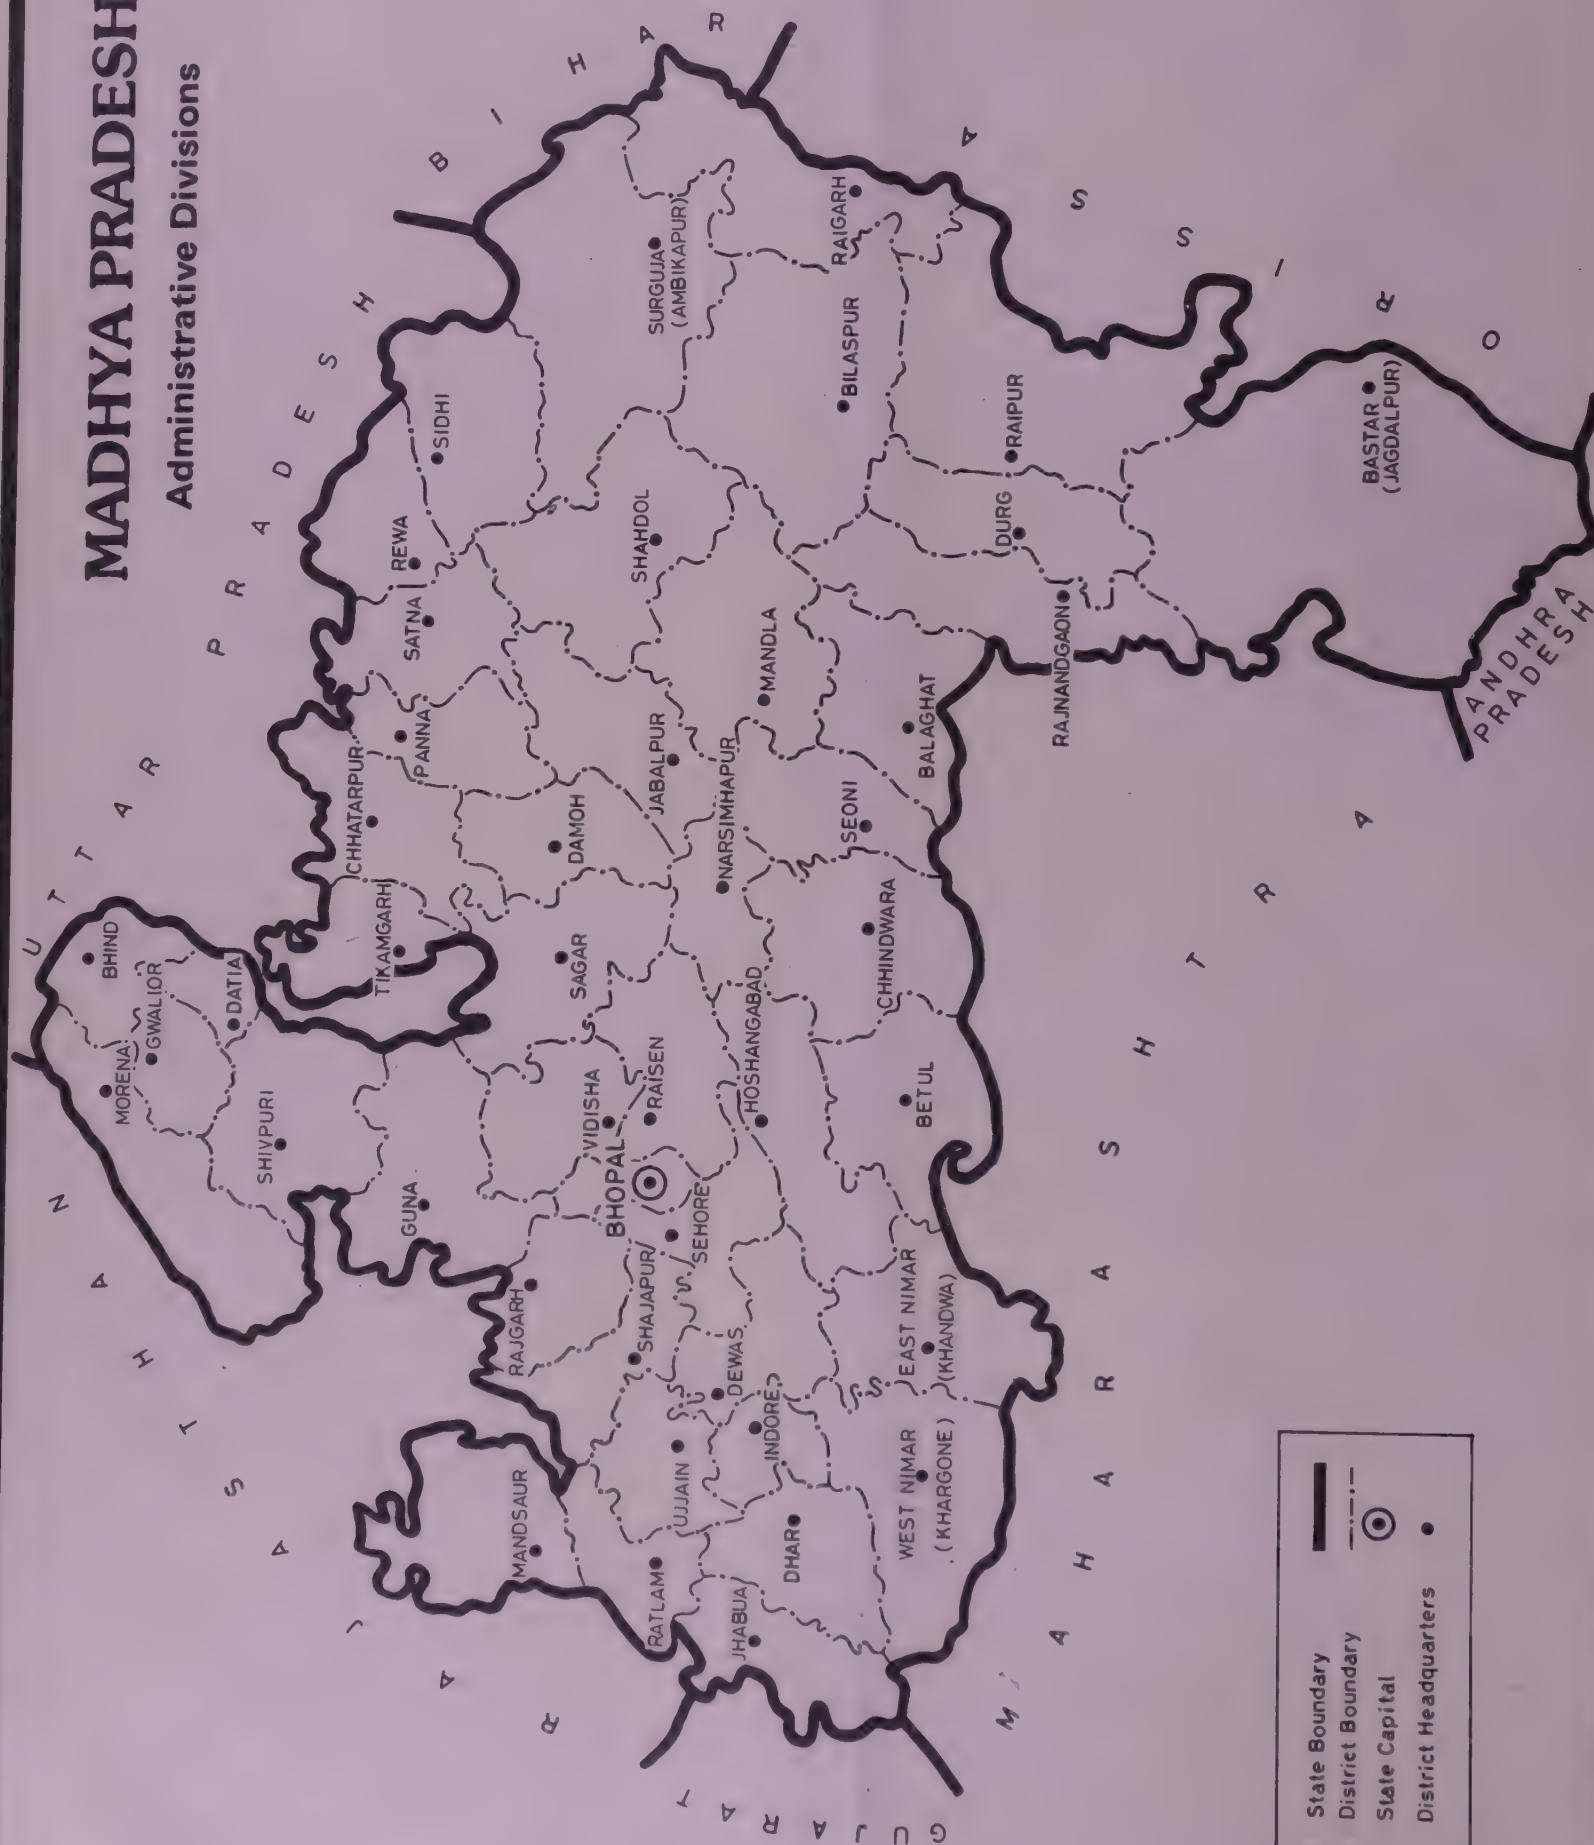 MADHYA PRADESH
Administrative Divisions
UTTAR PRADESH
BIHAR
ORISSA
ANDHRA
PRADESH
MAHARASHTRA
GUJARAT
RAJASTHAN
BHIND
MORENA
GWALIOR
DATIA
SHIVPURI
GUNA
TIKAMGARH
CHHATARPUR
PANNA
SATNA
REWA
SIDHI
SURGUJA
(AMBIKAPUR)
RAIGARH
BILASPUR
SHAHDOL
MANDLA
JABALPUR
DAMOH
SAGAR
NARSIMHAPUR
VIDISHA
RAISEN
BHOPAL
SEHORE
HOSHANGABAD
RAJGARH
SHAJAPUR
DEWAS
INDORE
UJJAIN
MANDSAUR
RATLAM
JHABUA
DHAR
WEST NIMAR
(KHARGONE)
EAST NIMAR
(KHANDWA)
BETUL
CHHINDWARA
SEONI
BALAGHAT
RAJNANDGAON
DURG
RAIPUR
BASTAR
(JAGDALPUR)
State Boundary
District Boundary
State Capital
District Headquarters